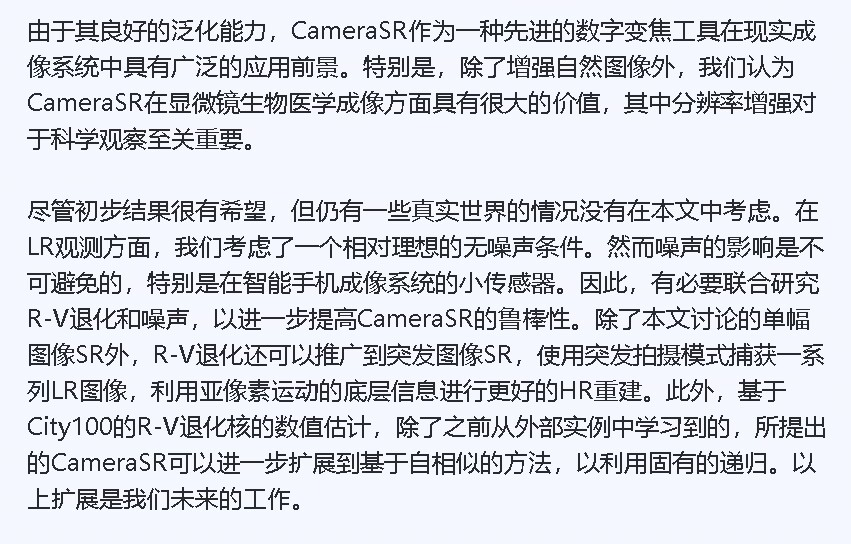 由于其良好的泛化能力，CameraSR作为一种先进的数字变焦工具在现实成
像系统中具有广泛的应用前景。特别是，除了增强自然图像外，我们认为
CameraSR在显微镜生物医学成像方面具有很大的价值，其中分辨率增强对
于科学观察至关重要。
尽管初步结果很有希望，但仍有一些真实世界的情况没有在本文中考虑。在
LR观测方面，我们考虑了一个相对理想的无噪声条件。然而噪声的影响是不
可避免的，特别是在智能手机成像系统的小传感器。因此，有必要联合研究
R-V退化和噪声，以进一步提高CameraSR的鲁棒性。除了本文讨论的单幅
图像SR外，R-V退化还可以推广到突发图像SR，使用突发拍摄模式捕获一系
列LR图像，利用亚像素运动的底层信息进行更好的HR重建。此外，基于
City100的R-V退化核的数值估计，除了之前从外部实例中学习到的，所提出
的CameraSR可以进一步扩展到基于自相似的方法，以利用固有的递归。以
上扩展是我们未来的工作。